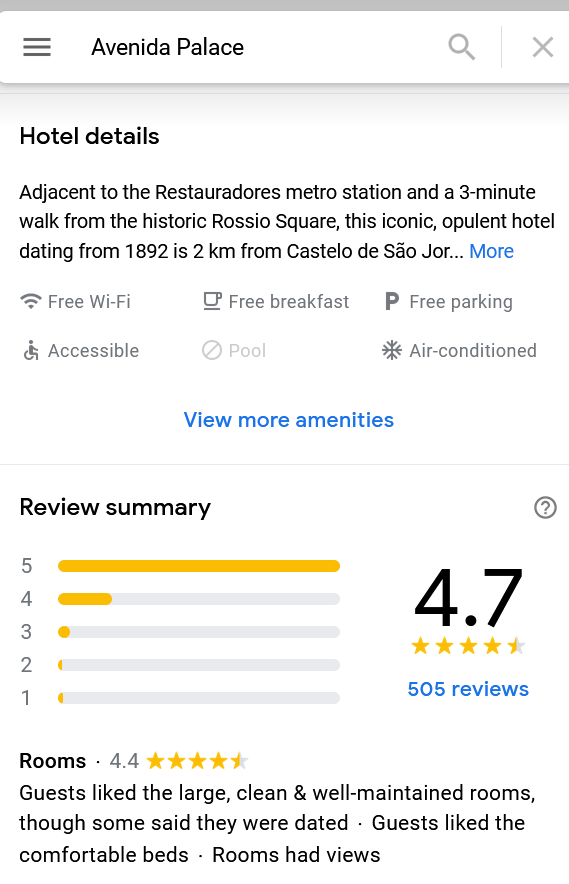 Avenida Palace
Hotel details
Adjacent to the Restauradores metro station and a 3-minute
walk from the historic Rossio Square, this iconic, opulent hotel
dating from 1892 is 2 km from Castelo de São Jor... More
Free Wi-Fi Free breakfast P Free parking
Accessible Pool Air-conditioned
View more amenities
Review summary ?
5
4
3
2
1
4.7
505 reviews
Rooms · 4.4
Guests liked the large, clean & well-maintained rooms,
though some said they were dated · Guests liked the
comfortable beds · Rooms had views